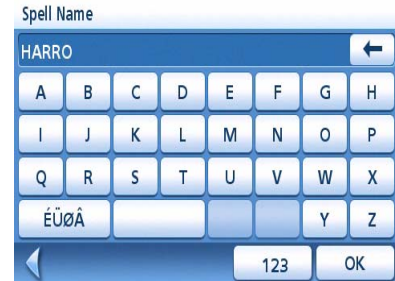 Spell Name
HARRO
A B C D E F G H
I J K L M N O P
Q R S T U V W X
ÉÜØÂ Y Z
123 OK